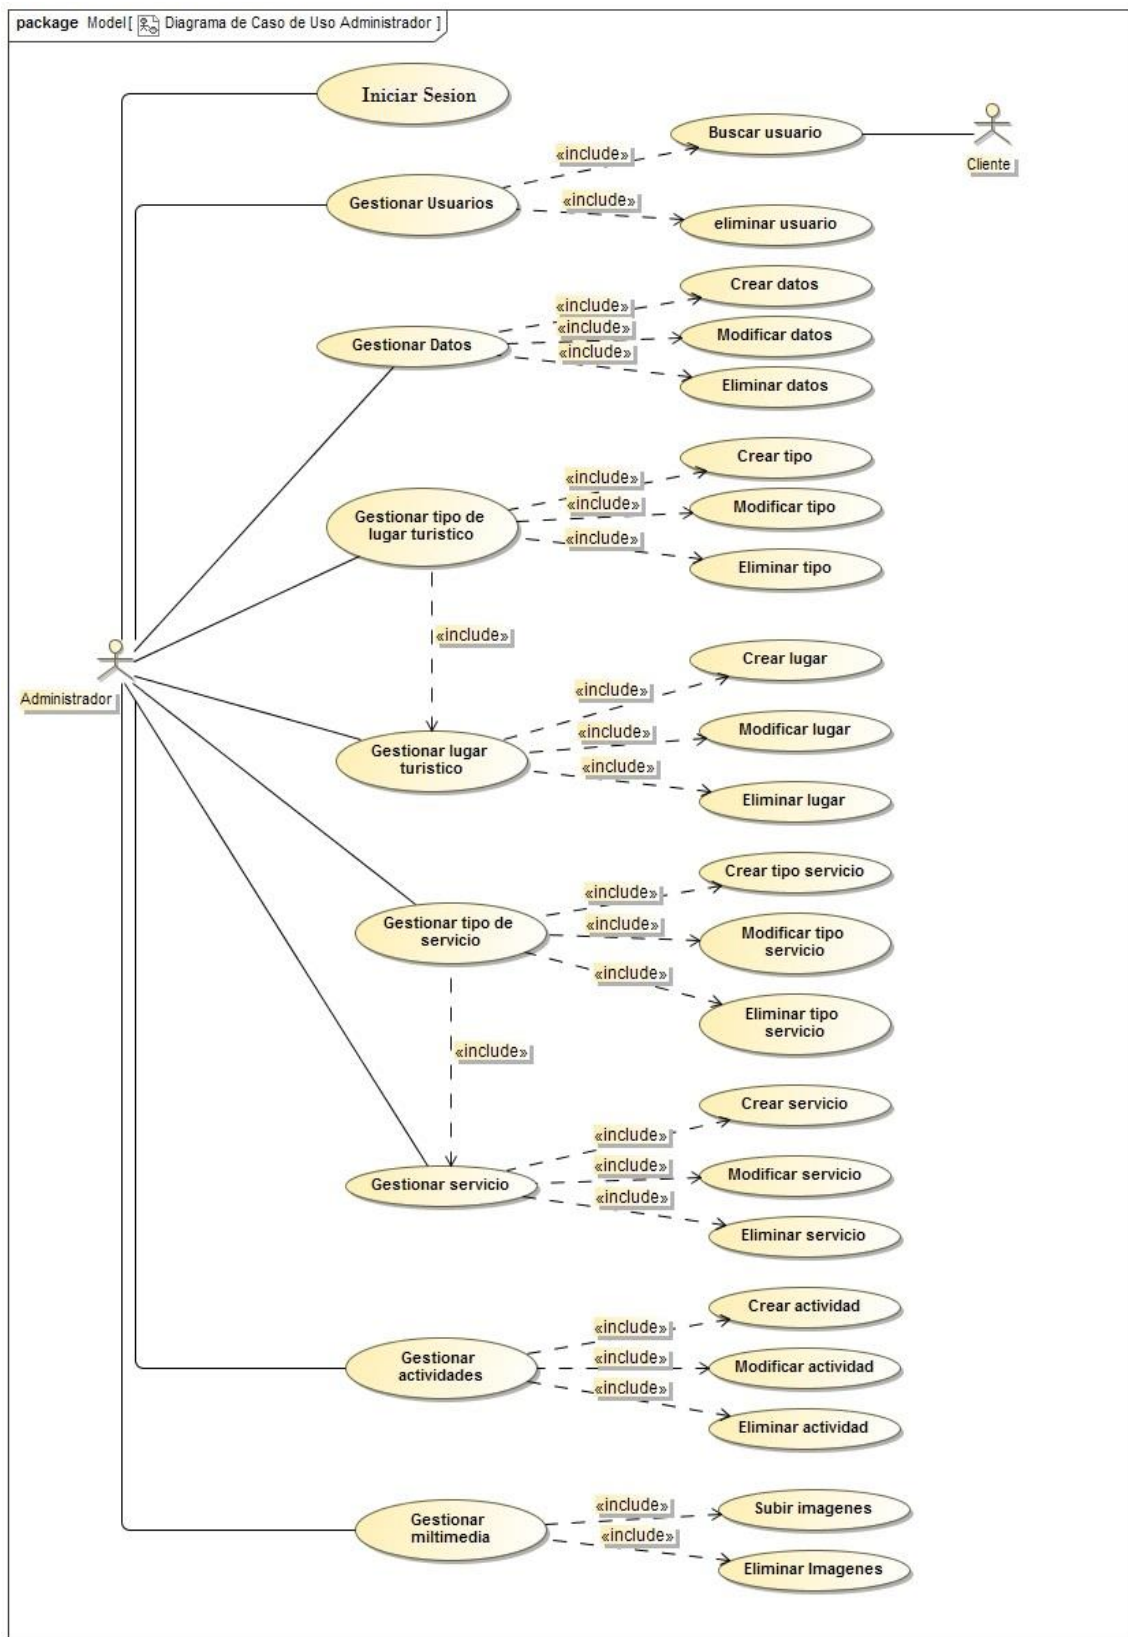 package Model[ Diagrama de Caso de Uso Administrador ]
Iniciar Sesion
Buscar usuario
Cliente
«include»
Gestionar Usuarios
«include»
eliminar usuario
Crear datos
«include»
«include»
Modificar datos
Gestionar Datos
«include»
Eliminar datos
Crear tipo
«include»
Gestionar tipo de
lugar turistico
«include»
Modificar tipo
«include»
Eliminar tipo
«include»
Administrador
Crear lugar
«include»
Gestionar lugar
turistico
«include»
Modificar lugar
«include»
Eliminar lugar
Crear tipo servicio
«include»
Gestionar tipo de
servicio
«include»
Modificar tipo
servicio
«include»
Eliminar tipo
servicio
«include»
Crear servicio
«include»
Gestionar servicio
«include»
Modificar servicio
«include»
Eliminar servicio
Crear actividad
«include»
Gestionar
actividades
«include»
Modificar actividad
«include»
Eliminar actividad
Gestionar
miltimedia
«include»
Subir imagenes
«include»
Eliminar Imagenes